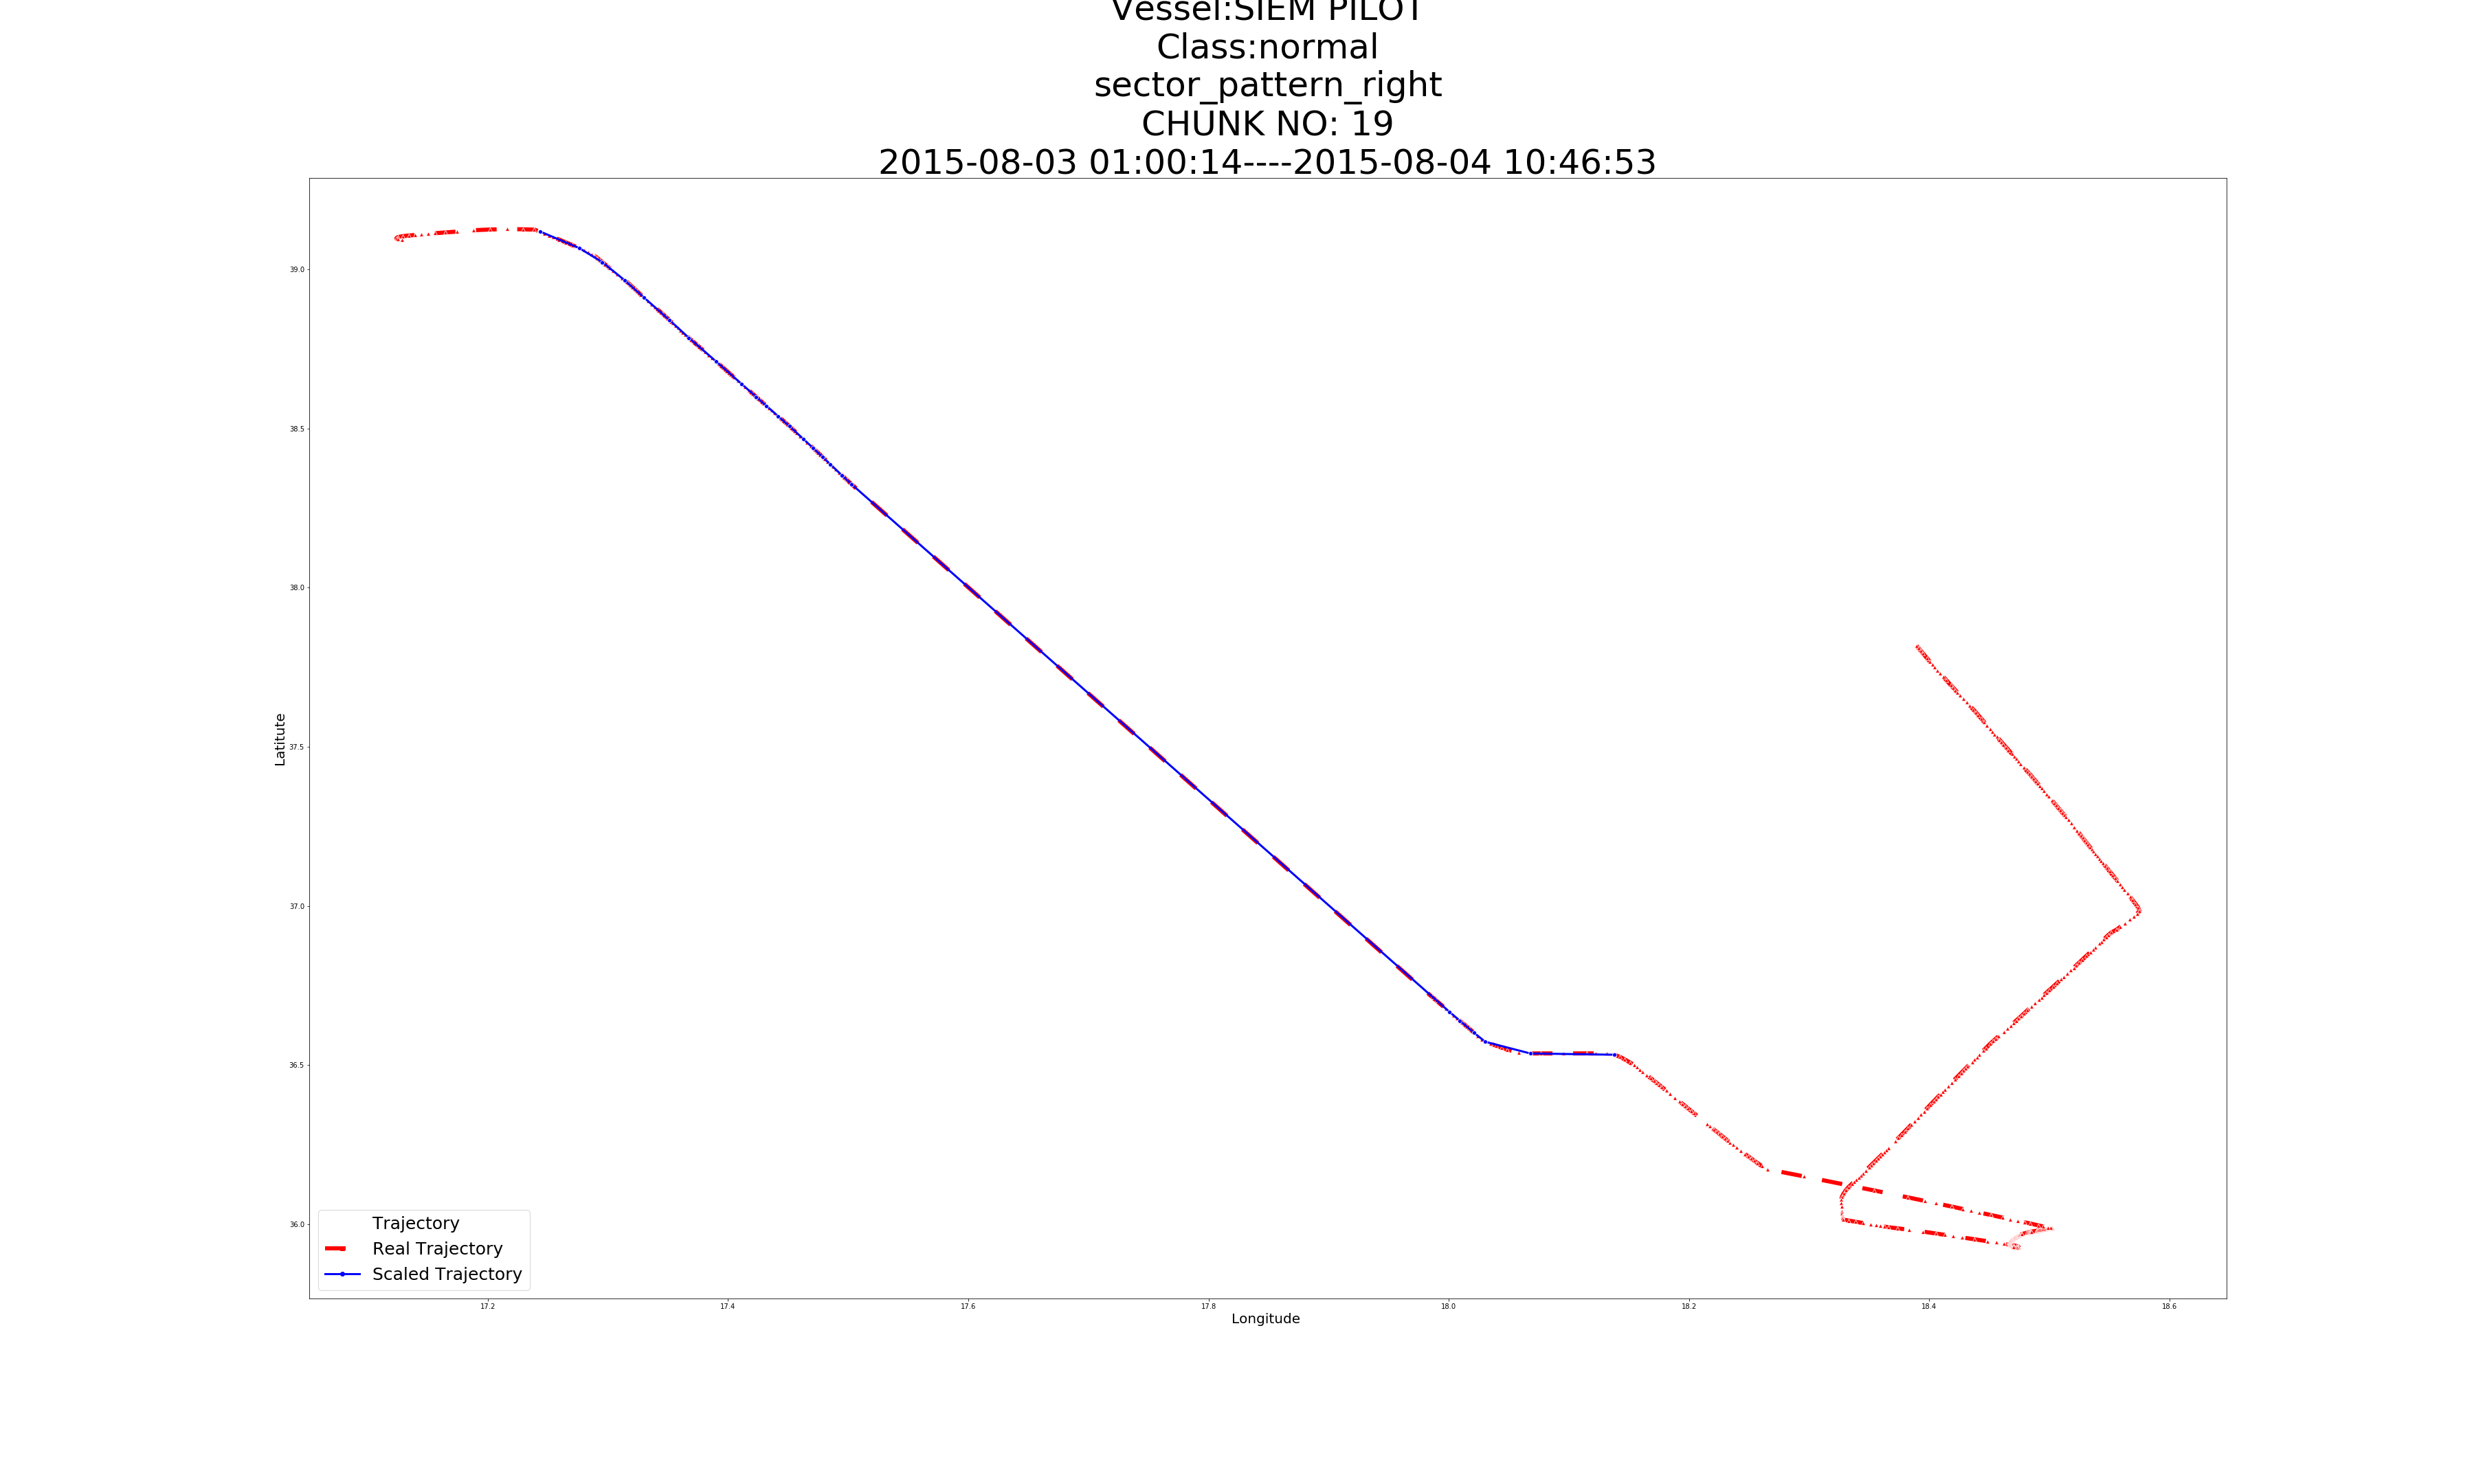 Vessel:SIEM PILOT
Class:normal
sector_pattern_right
CHUNK NO: 19
2015-08-03 01:00:14----2015-08-04 10:46:53
39.0
38.5
38.0
37.5
37.0
36.5
36.0
Latitute
Trajectory
Real Trajectory
Scaled Trajectory
17.2
17.4
17.6
17.8
18.0
18.2
18.4
18.6
Longitude